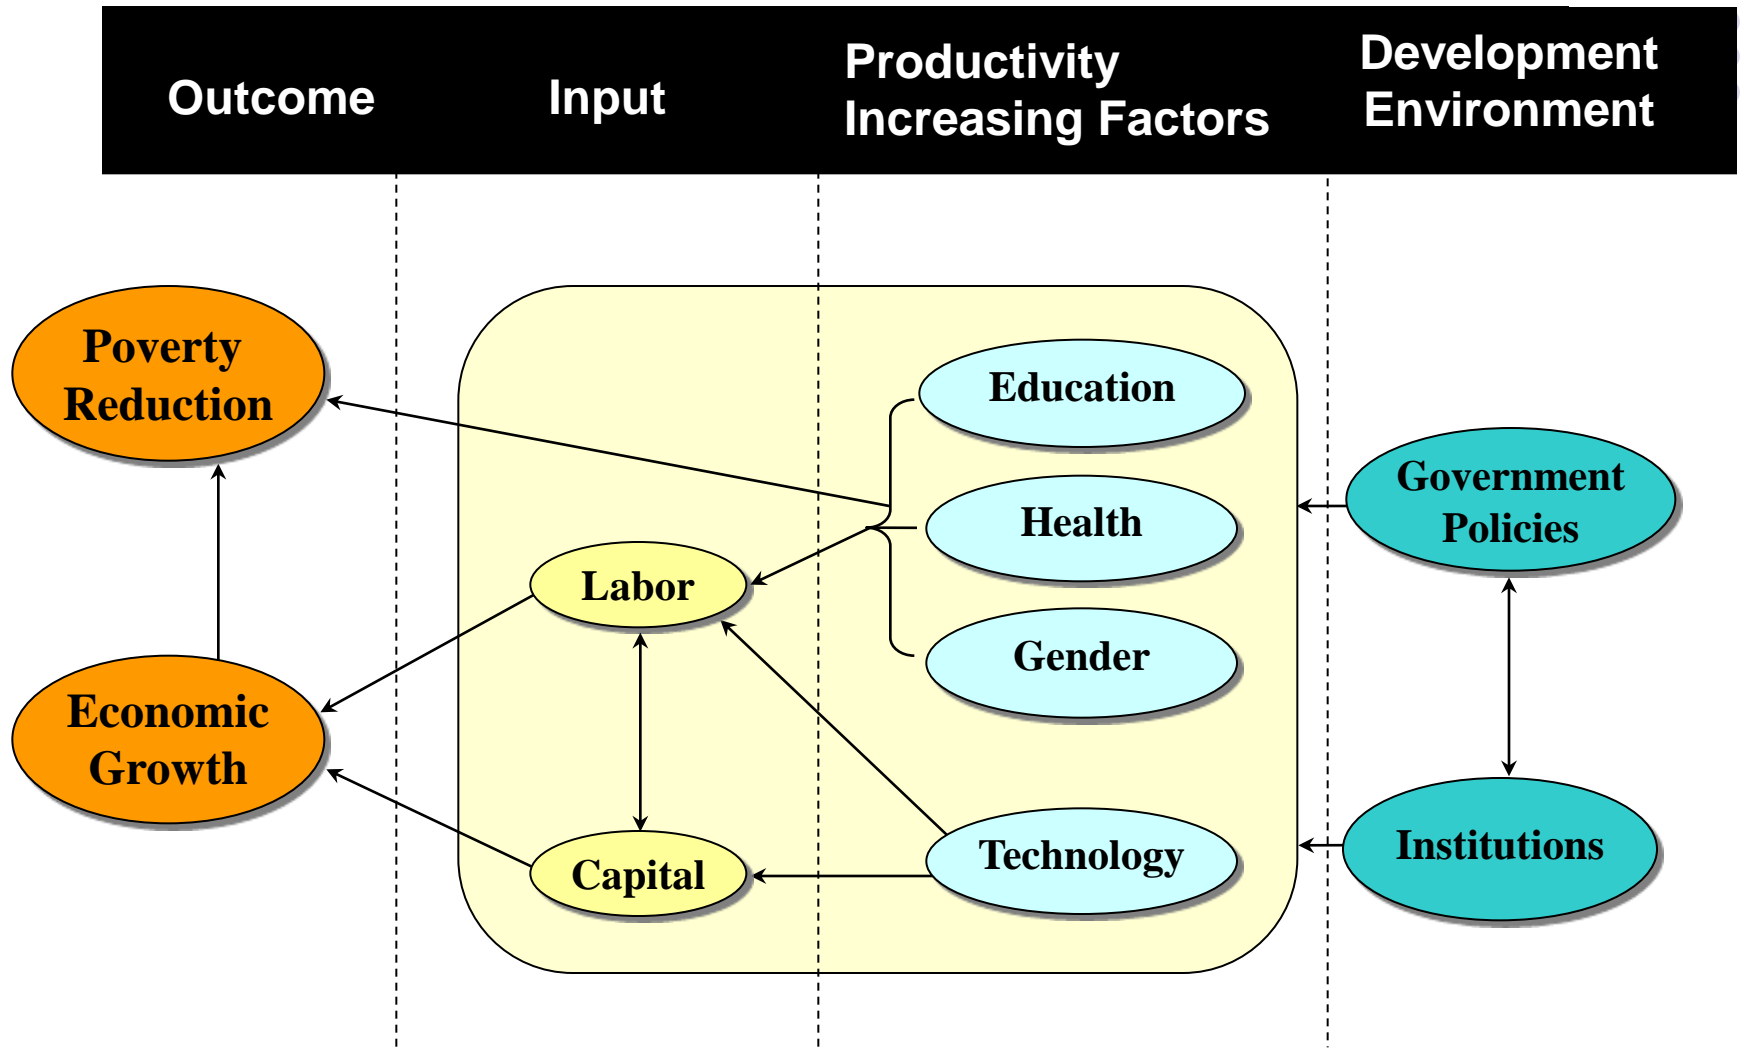 Outcome
Input
Productivity
Increasing Factors
Development
Environment
Poverty
Reduction
Economic
Growth
Labor
Capital
Education
Health
Gender
Technology
Government
Policies
Institutions